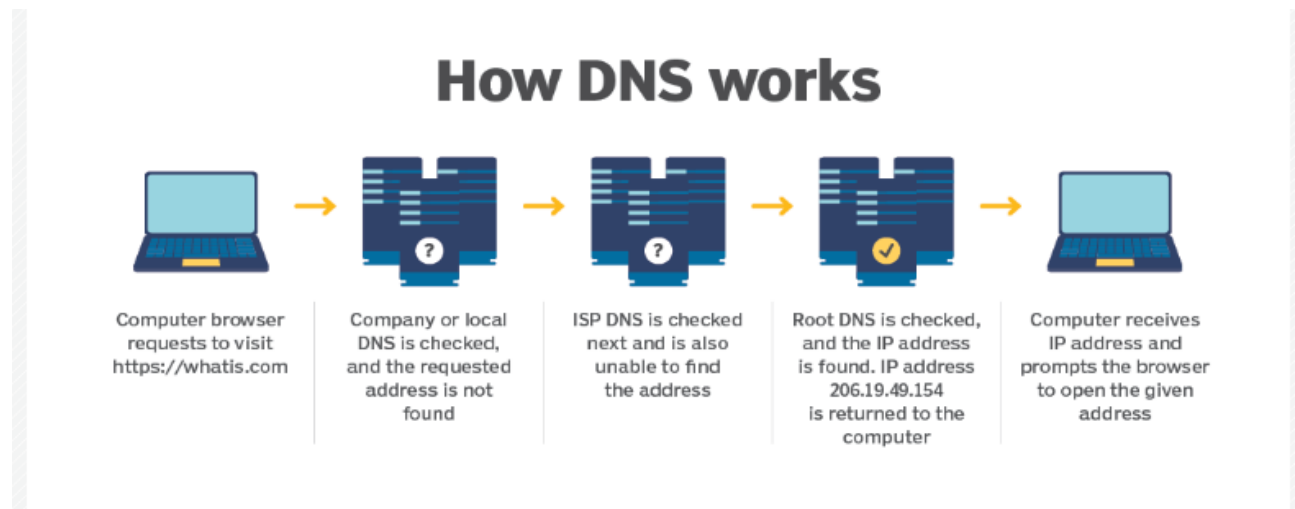 How DNS works
?
?
Computer browser
requests to visit
https://whatis.com
Company or local
DNS is checked,
and the requested
address is not
found
ISP DNS is checked
next and is also
unable to find
the address
Root DNS is checked,
and the IP address
is found. IP address
206.19.49.154
is returned to the
computer
Computer receives
IP address and
prompts the browser
to open the given
address